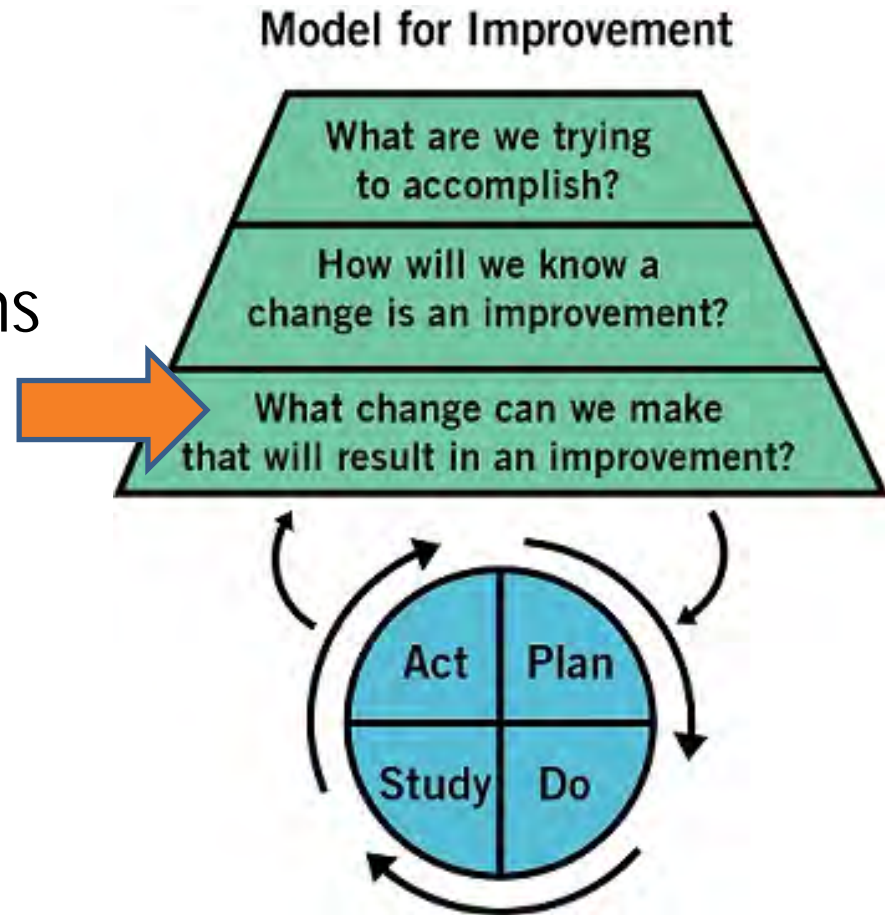 Model for Improvement
What are we trying
to accomplish?
How will we know a
change is an improvement?
ns
What change can we make
that will result in an improvement?
Act
Plan
Study
Do